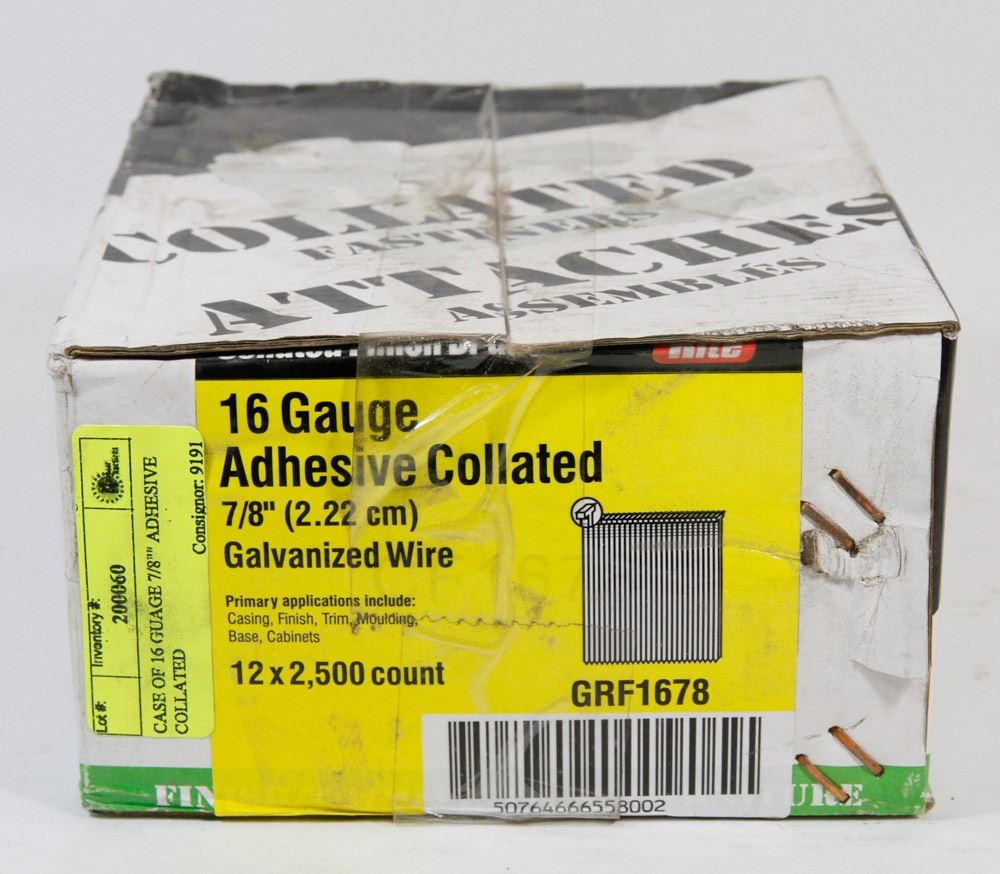 COLLATED
FASTENERS
ATTACHES
ASSEMBLÉS
Rite
16 Gauge
Adhesive Collated
7/8" (2.22 cm)
Galvanized Wire
Primary applications include:
Casing, Finish, Trim, Moulding,
Base, Cabinets
12 x 2,500 count
GRF1678
50764666558002
Lot #:
Inventory #:
200060
CASE OF 16 GUAGE 7/8"" ADHESIVE
COLLATED
Consignor: 9191